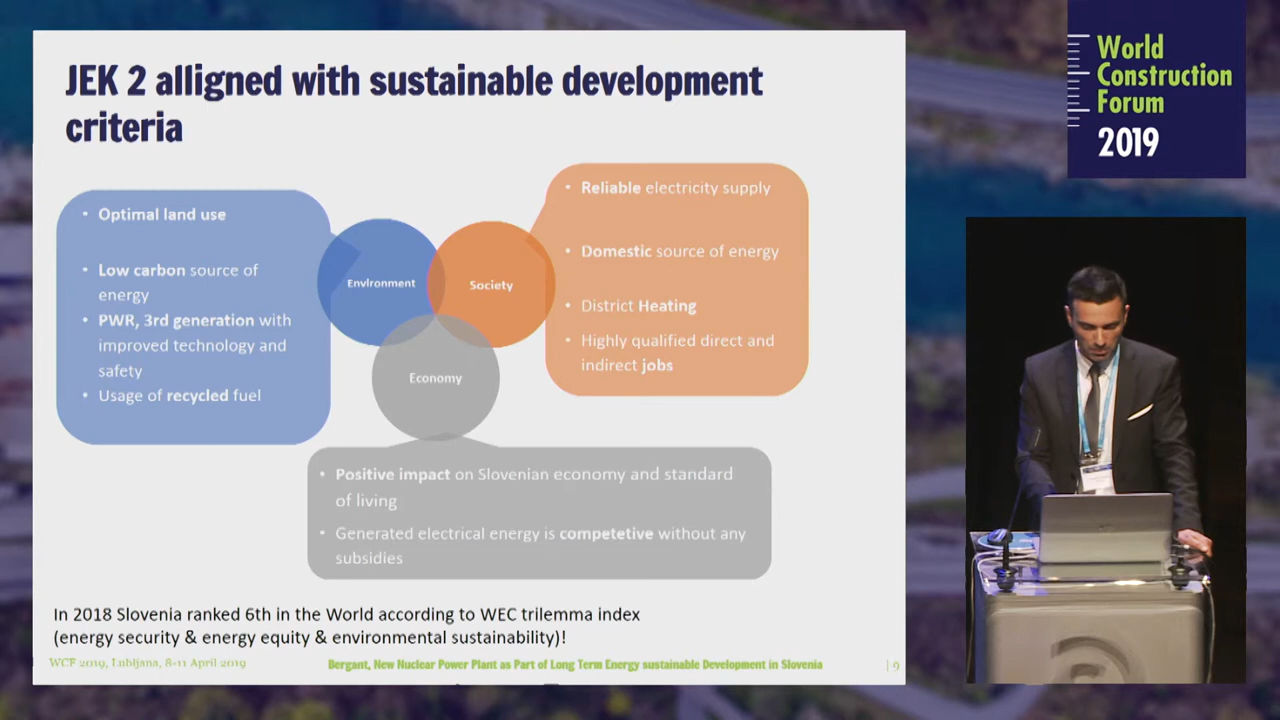 JEK 2 alligned with sustainable development
criteria
• Optimal land use
• Low carbon source of
energy
• PWR, 3rd generation with
improved technology and
safety
• Usage of recycled fuel
Environment
Society
Economy
• Reliable electricity supply
• Domestic source of energy
• District Heating
• Highly qualified direct and
indirect jobs
• Positive impact on Slovenian economy and standard
of living
• Generated electrical energy is competetive without any
subsidies
In 2018 Slovenia ranked 6th in the World according to WEC trilemma index
(energy security & energy equity & environmental sustainability)!
WCF 2019, Lubljana, 8-11 April 2019
Bergant, New Nuclear Power Plant as Part of Long Term Energy sustainable Development in Slovenia
| 9
World
Construction
Forum
2019